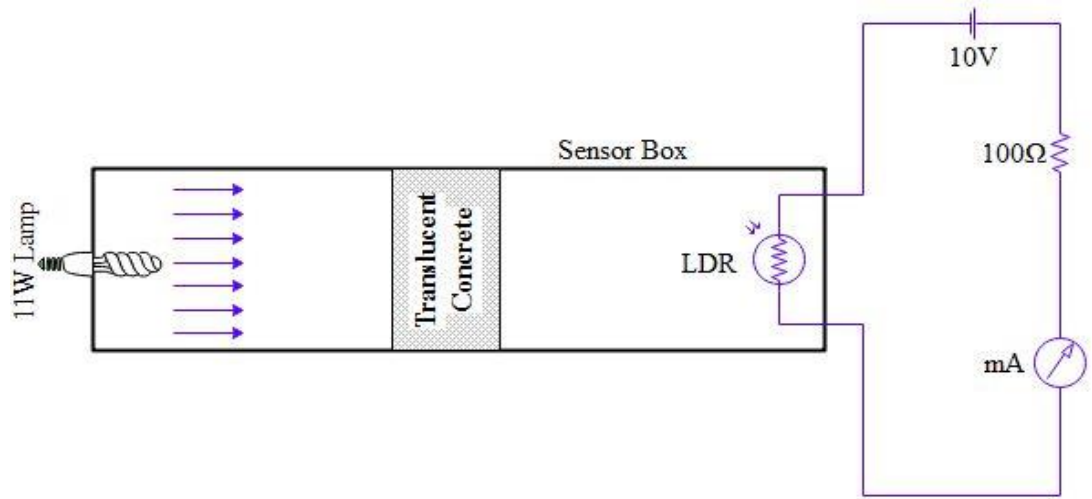 10V
Sensor Box
100Ω
11W Lamp
Translucent
Concrete
LDR
mA